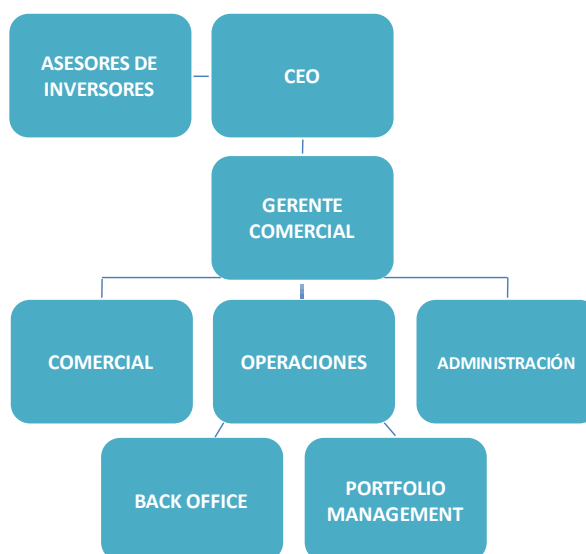 ASESORES DE
INVERSORES
CEO
GERENTE
COMERCIAL
COMERCIAL
OPERACIONES
ADMINISTRACIÓN
BACK OFFICE
PORTFOLIO
MANAGEMENT